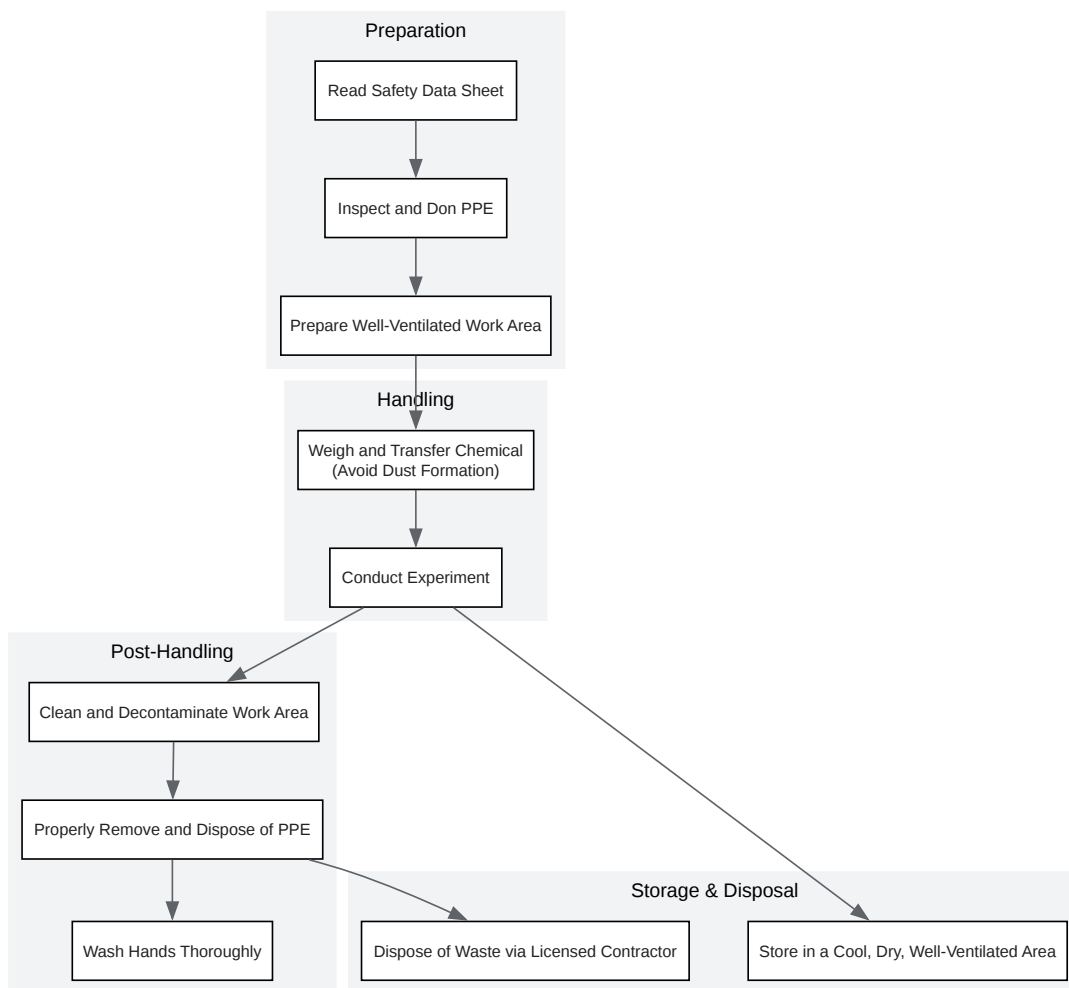 Preparation
Read Safety Data Sheet
Inspect and Don PPE
Prepare Well-Ventilated Work Area
Handling
Weigh and Transfer Chemical
(Avoid Dust Formation)
Conduct Experiment
Post-Handling
Clean and Decontaminate Work Area
Properly Remove and Dispose of PPE
Wash Hands Thoroughly
Storage & Disposal
Dispose of Waste via Licensed Contractor
Store in a Cool, Dry, Well-Ventilated Area